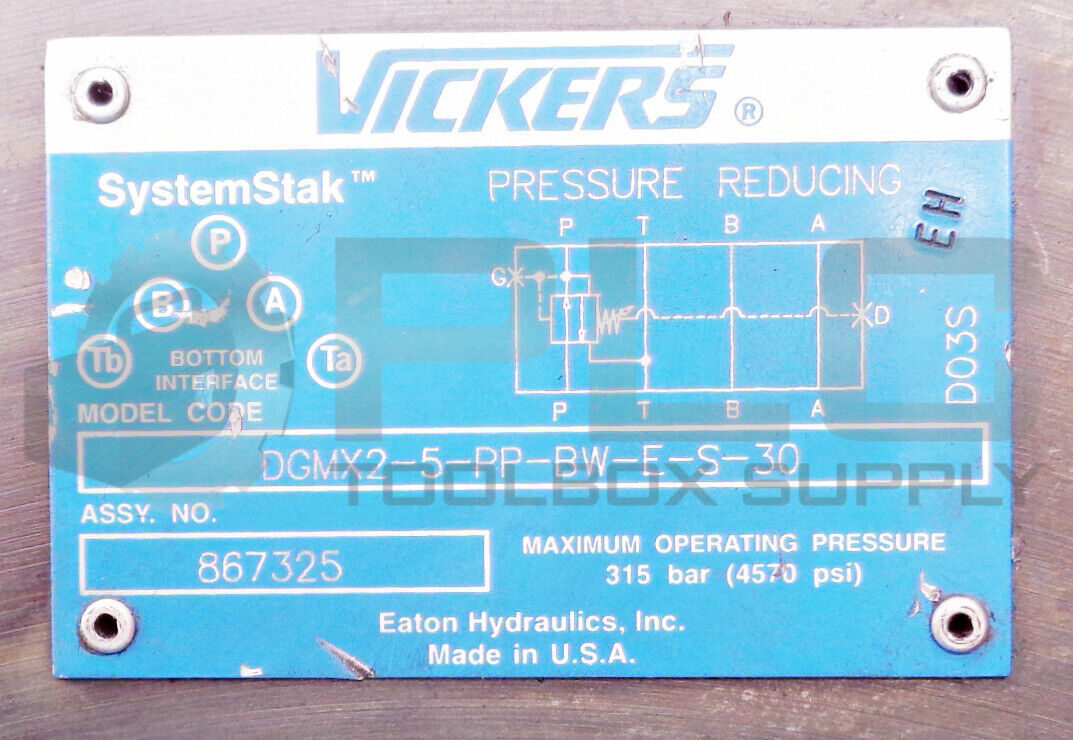 VICKERS ®
SystemStak™
PRESSURE REDUCING
EH
P T B A
P
B A
Tb Ta
BOTTOM
INTERFACE
G D
D03S
P T B A
MODEL CODE
DGMX2-5-PP-BW-E-S-30
ASSY. NO.
867325
MAXIMUM OPERATING PRESSURE
315 bar (4570 psi)
Eaton Hydraulics, Inc.
Made in U.S.A.
PLC
TOOLBOX SUPPLY